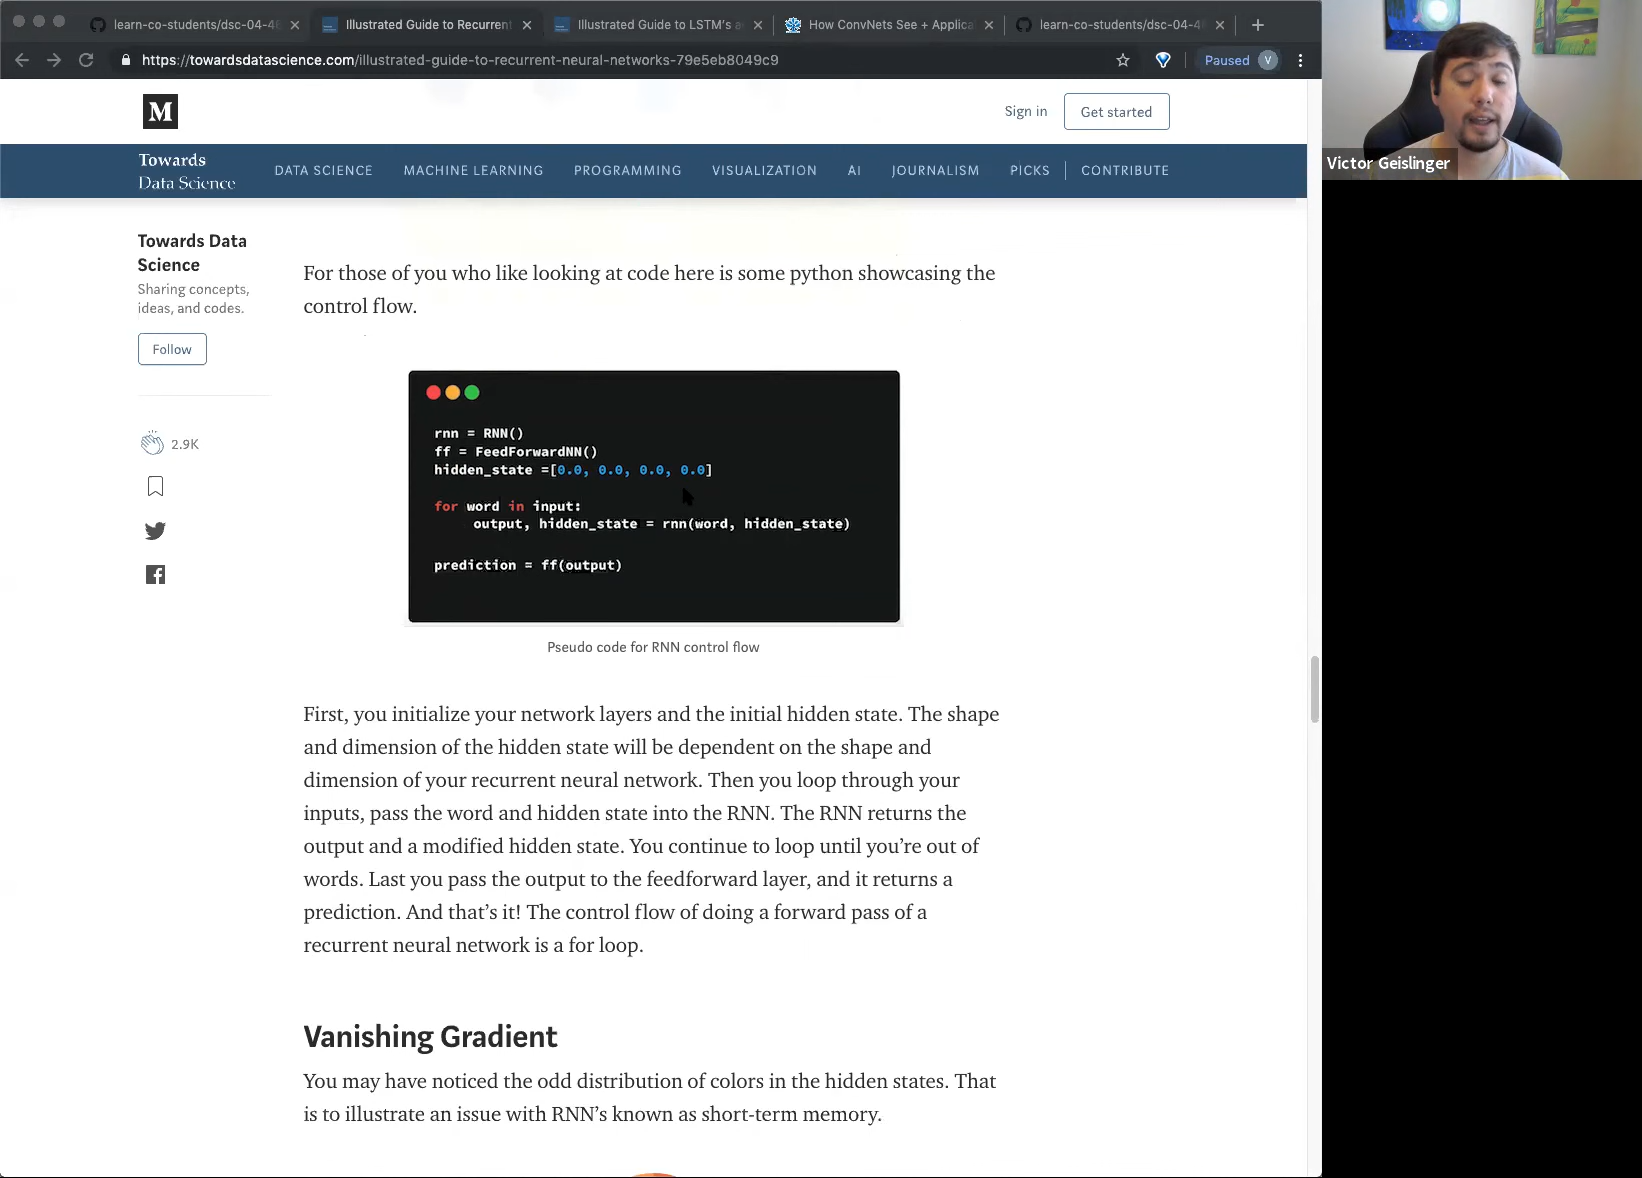 learn-co-students/dsc-04-4
Illustrated Guide to Recurren
Illustrated Guide to LSTM's a
How ConvNets See + Applica
learn-co-students/dsc-04-4
https://towardsdatascience.com/illustrated-guide-to-recurrent-neural-networks-79e5eb8049c9
Paused V
M
Sign in
Get started
Towards
Data Science
DATA SCIENCE MACHINE LEARNING PROGRAMMING VISUALIZATION AI JOURNALISM PICKS CONTRIBUTE
Victor Geislinger
Towards Data
Science
Sharing concepts,
ideas, and codes.
Follow
2.9K
For those of you who like looking at code here is some python showcasing the
control flow.
rnn = RNN()
ff = FeedForwardNN()
hidden_state =[0.0, 0.0, 0.0, 0.0]
for word in input:
output, hidden_state = rnn(word, hidden_state)
prediction = ff(output)
Pseudo code for RNN control flow
First, you initialize your network layers and the initial hidden state. The shape
and dimension of the hidden state will be dependent on the shape and
dimension of your recurrent neural network. Then you loop through your
inputs, pass the word and hidden state into the RNN. The RNN returns the
output and a modified hidden state. You continue to loop until you're out of
words. Last you pass the output to the feedforward layer, and it returns a
prediction. And that's it! The control flow of doing a forward pass of a
recurrent neural network is a for loop.
Vanishing Gradient
You may have noticed the odd distribution of colors in the hidden states. That
is to illustrate an issue with RNN's known as short-term memory.